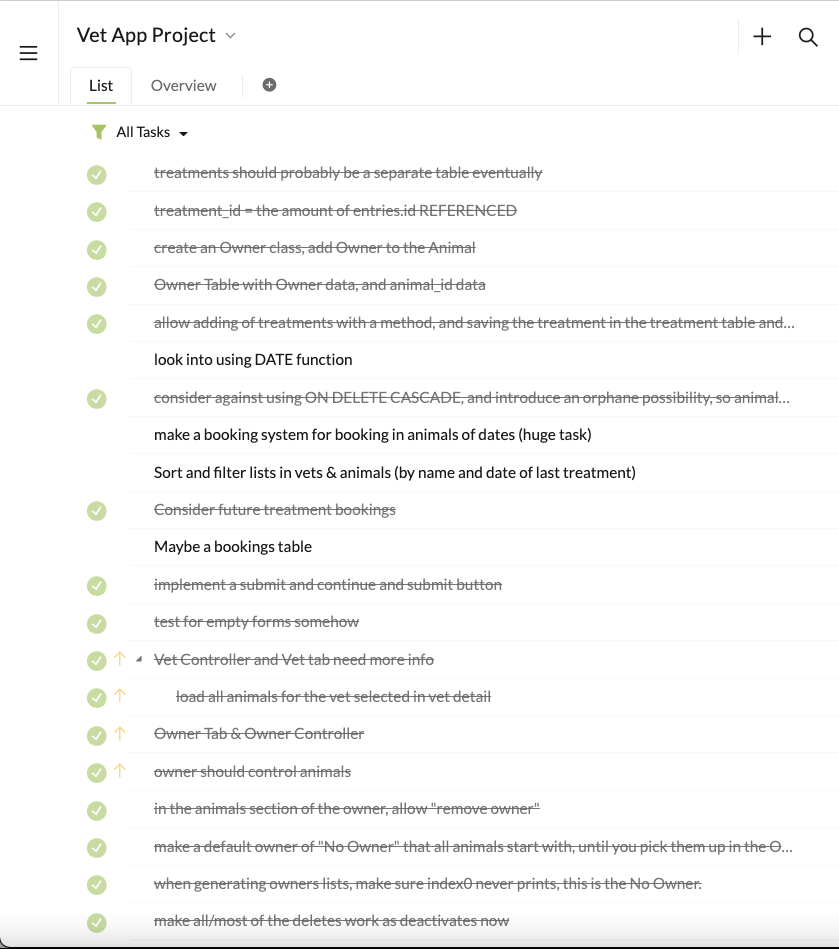 Vet App Project
List
Overview
All Tasks
treatments should probably be a separate table eventually
treatment_id = the amount of entries.id REFERENCED
create an Owner class, add Owner to the Animal
Owner Table with Owner data, and animal_id data
allow adding of treatments with a method, and saving the treatment in the treatment table and...
look into using DATE function
consider against using ON DELETE CASCADE, and introduce an orphane possibility, so animal...
make a booking system for booking in animals of dates (huge task)
Sort and filter lists in vets & animals (by name and date of last treatment)
Consider future treatment bookings
Maybe a bookings table
implement a submit and continue and submit button
test for empty forms somehow
Vet Controller and Vet tab need more info
load all animals for the vet selected in vet detail
Owner Tab & Owner Controller
owner should control animals
in the animals section of the owner, allow "remove owner"
make a default owner of "No Owner" that all animals start with, until you pick them up in the O...
when generating owners lists, make sure index0 never prints, this is the No Owner.
make all/most of the deletes work as deactivates now